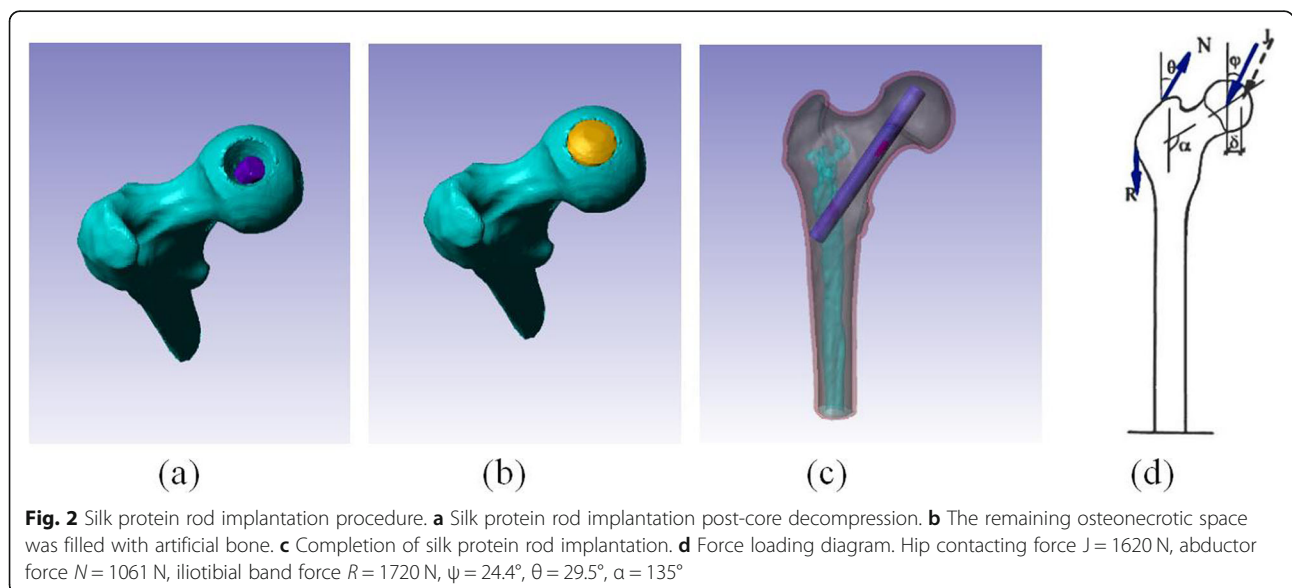 N
J
θ
φ
α
δ
R
(a)
(b)
(c)
(d)
Fig. 2 Silk protein rod implantation procedure. a Silk protein rod implantation post-core decompression. b The remaining osteonecrotic space
was filled with artificial bone. c Completion of silk protein rod implantation. d Force loading diagram. Hip contacting force J = 1620 N, abductor
force N = 1061 N, iliotibial band force R = 1720 N, ψ = 24.4°, θ = 29.5°, α = 135°